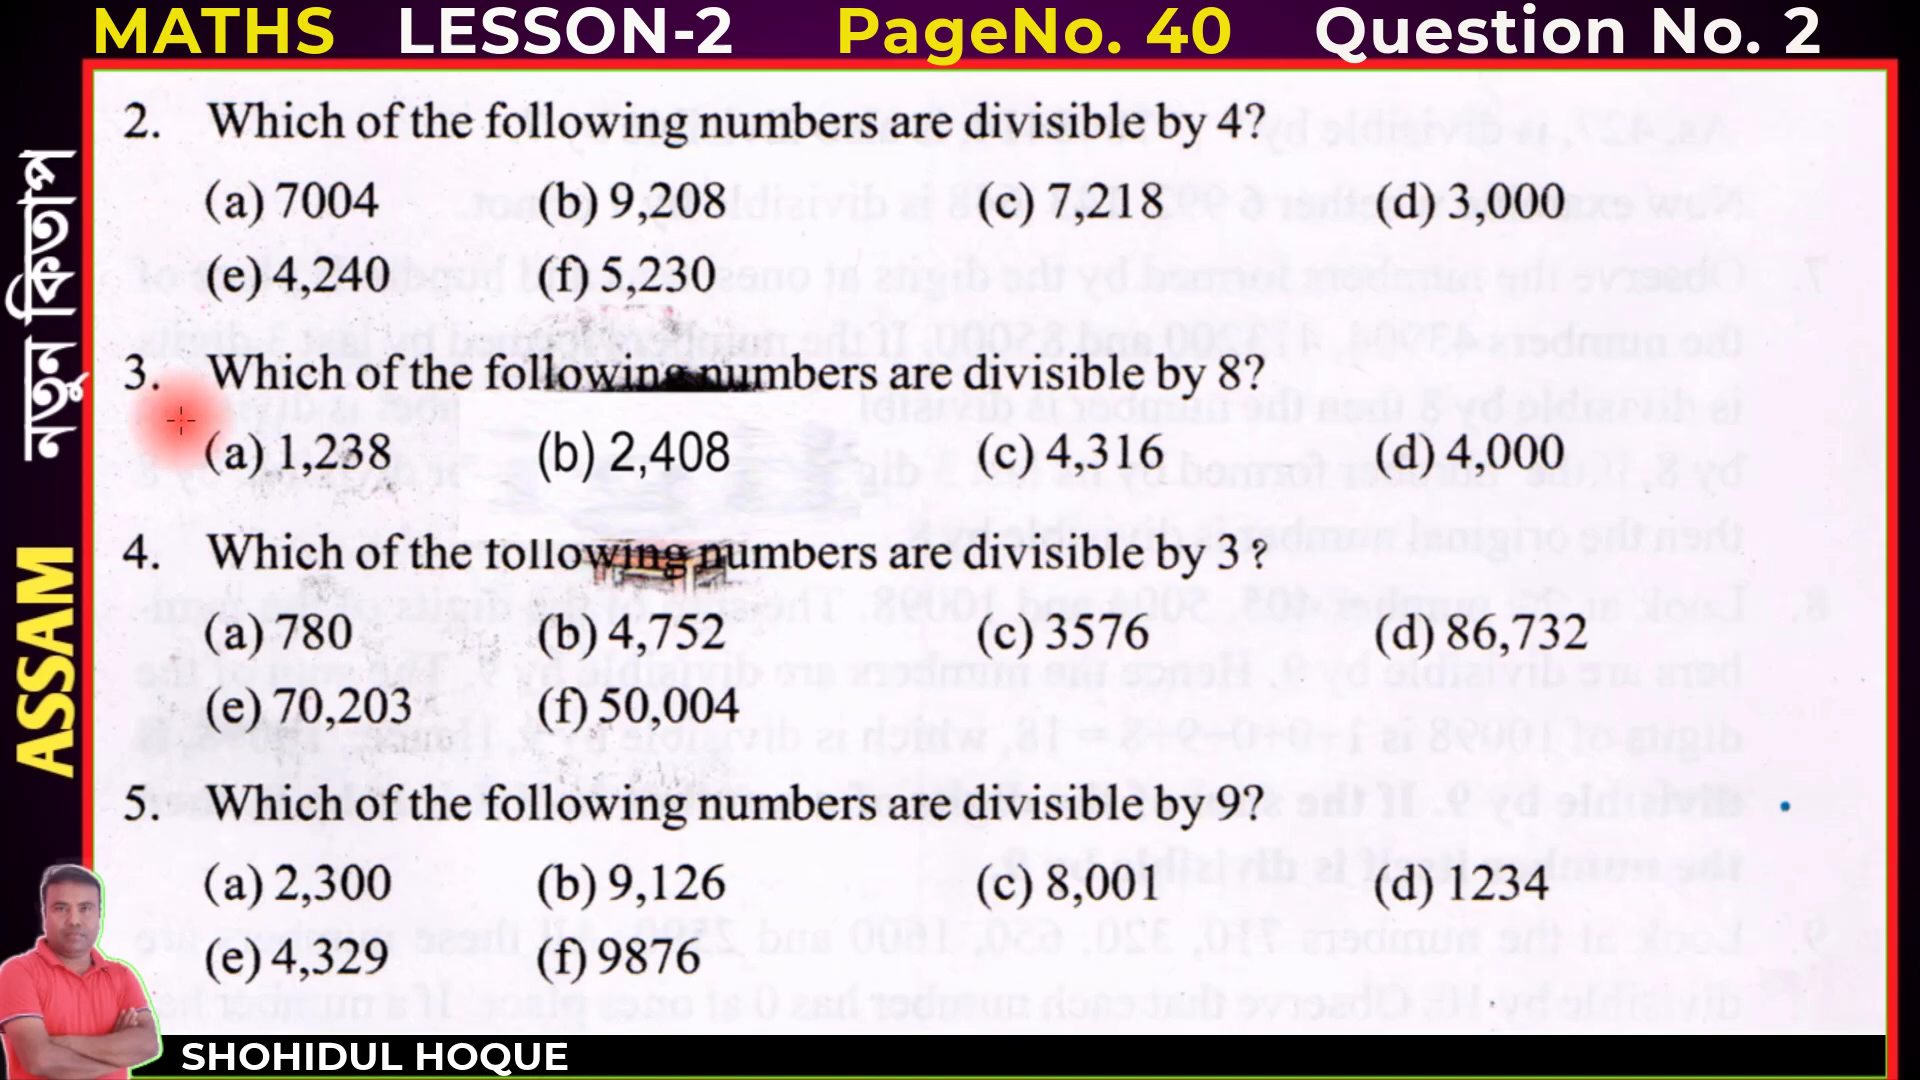 MATHS LESSON-2 PageNo. 40 Question No. 2
2. Which of the following numbers are divisible by 4?
(a) 7004 (b) 9,208 (c) 7,218 (d) 3,000
(e) 4,240 (f) 5,230
3. Which of the following numbers are divisible by 8?
(a) 1,238 (b) 2,408 (c) 4,316 (d) 4,000
4. Which of the following numbers are divisible by 3?
(a) 780 (b) 4,752 (c) 3576 (d) 86,732
(e) 70,203 (f) 50,004
5. Which of the following numbers are divisible by 9?
(a) 2,300 (b) 9,126 (c) 8,001 (d) 1234
(e) 4,329 (f) 9876
ASSAM নতুন কিতাপ
SHOHIDUL HOQUE